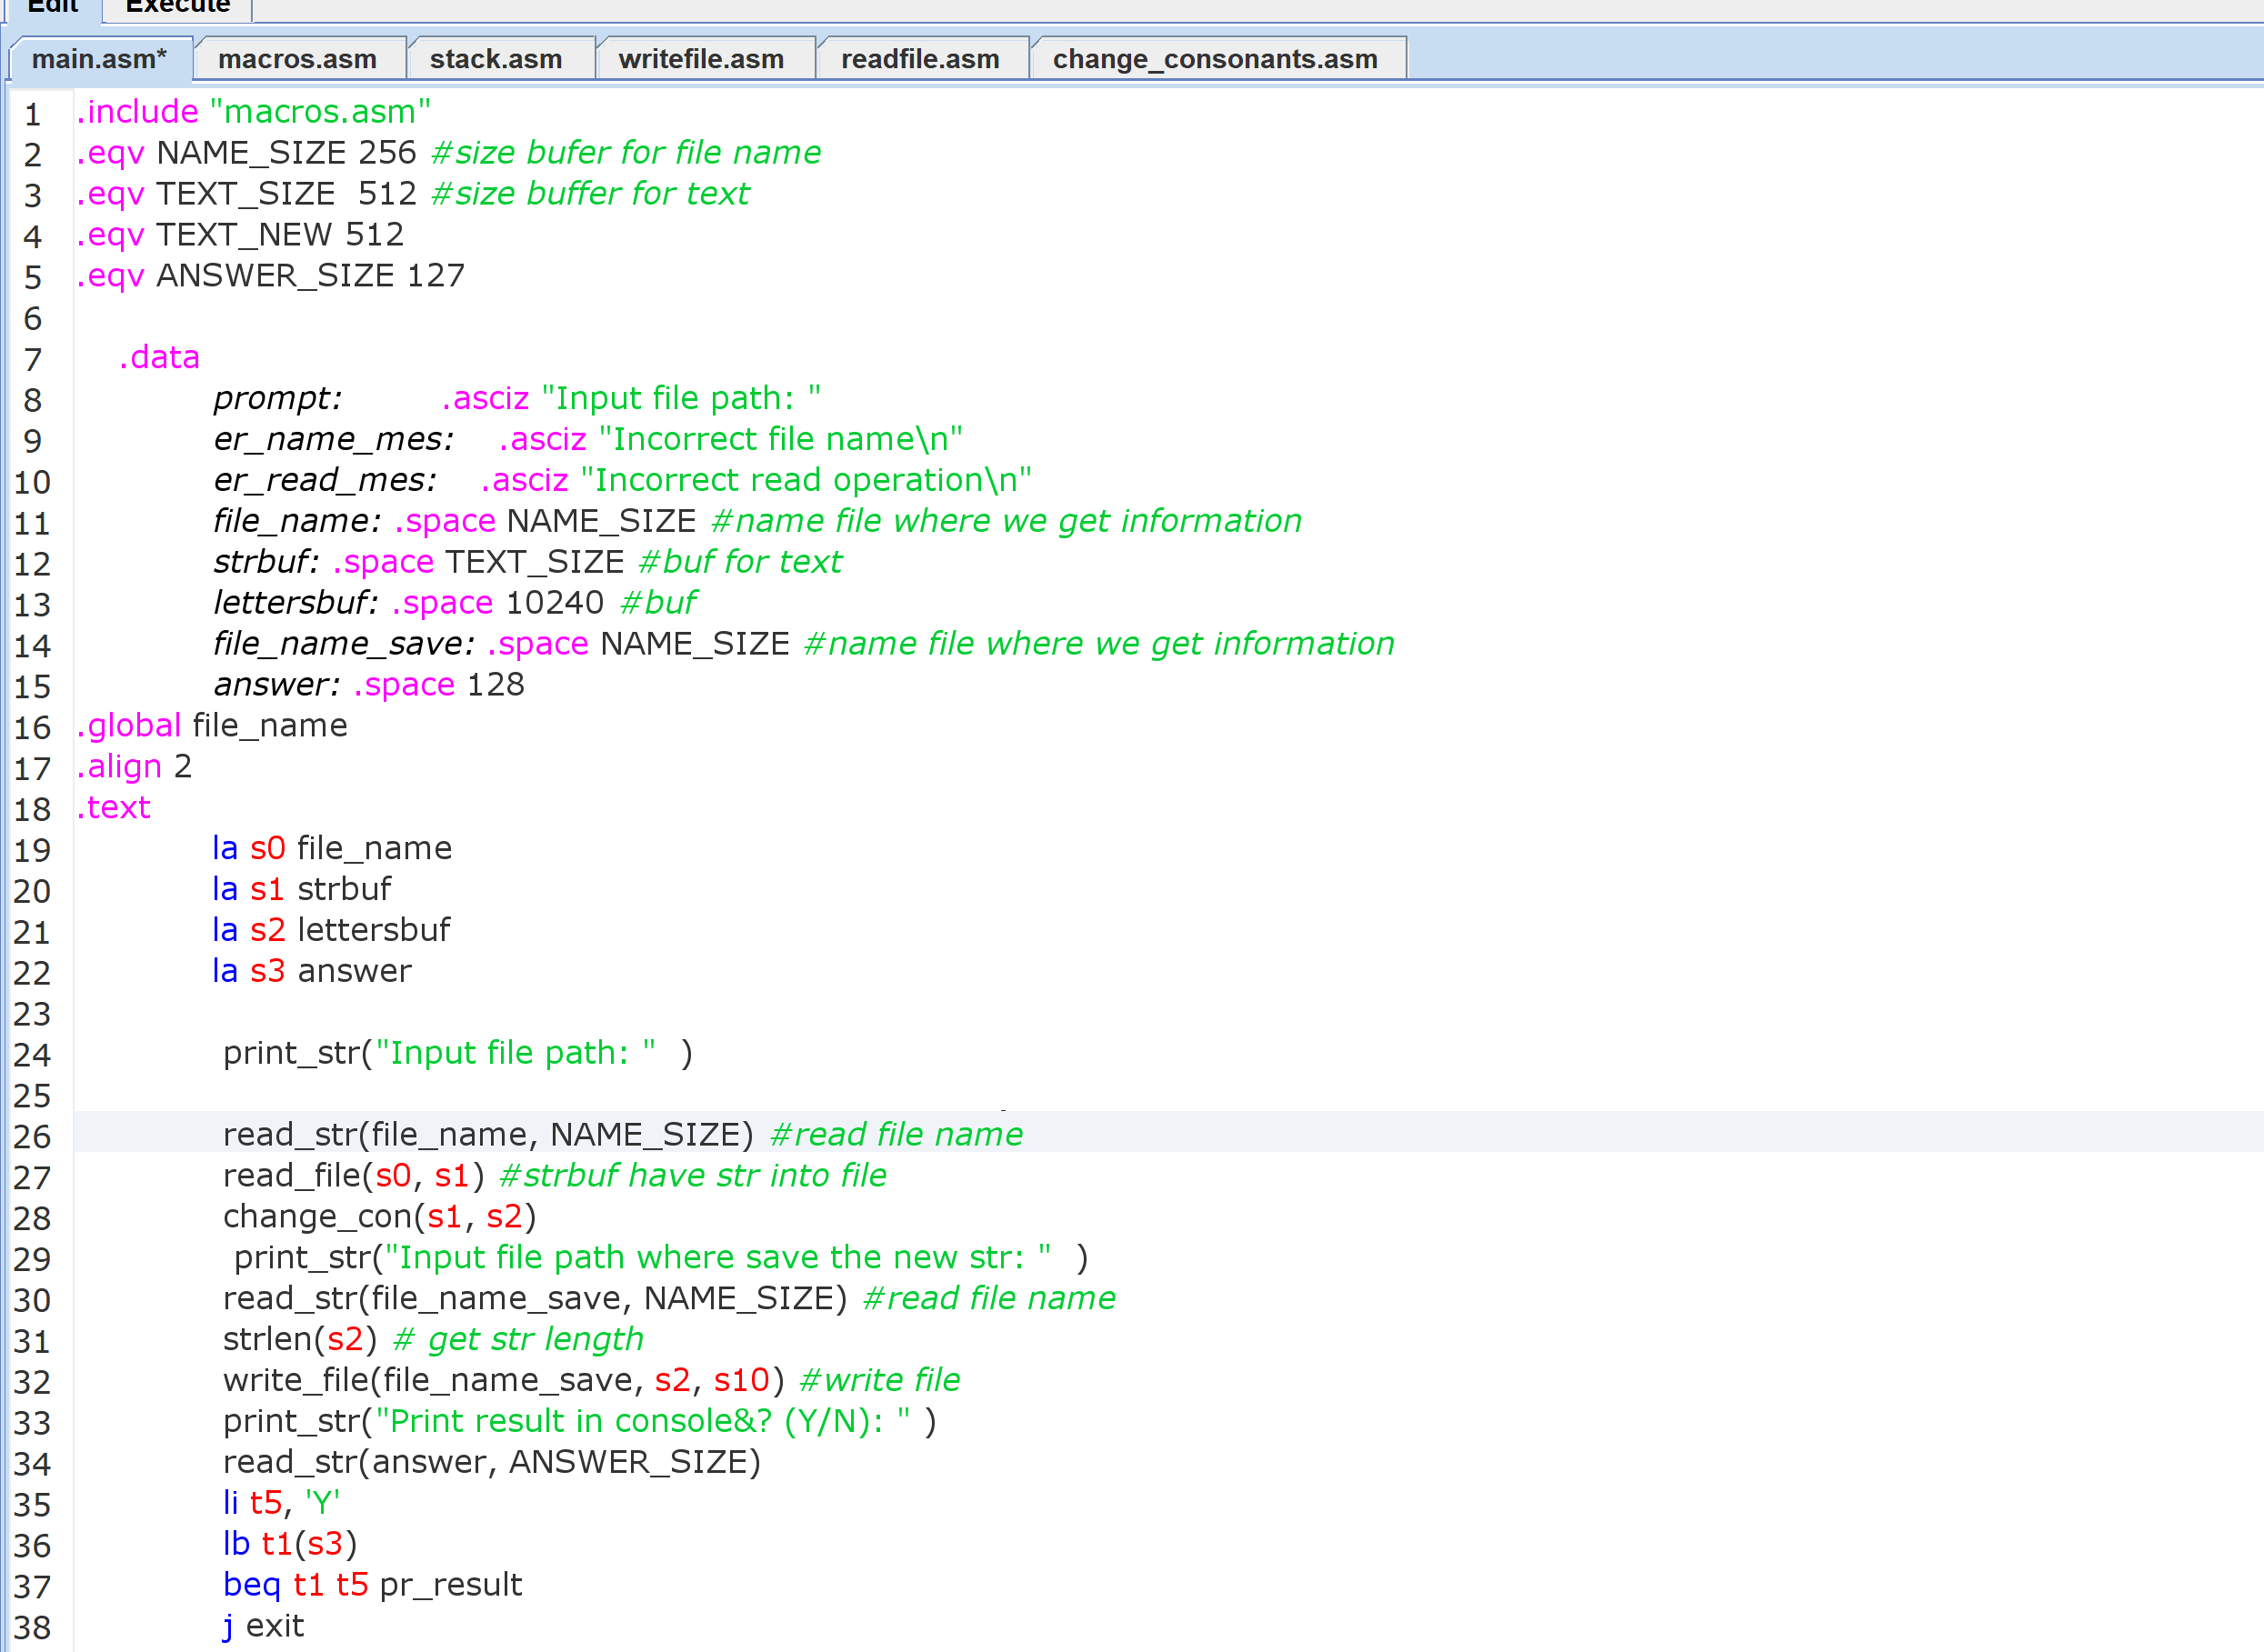 Edit Execute
main.asm* macros.asm stack.asm writefile.asm readfile.asm change_consonants.asm
1 .include "macros.asm"
2 .eqv NAME_SIZE 256 #size bufer for file name
3 .eqv TEXT_SIZE  512 #size buffer for text
4 .eqv TEXT_NEW 512
5 .eqv ANSWER_SIZE 127
6
7 .data
8 prompt: .asciz "Input file path: "
9 er_name_mes: .asciz "Incorrect file name\n"
10 er_read_mes: .asciz "Incorrect read operation\n"
11 file_name: .space NAME_SIZE #name file where we get information
12 strbuf: .space TEXT_SIZE #buf for text
13 lettersbuf: .space 10240 #buf
14 file_name_save: .space NAME_SIZE #name file where we get information
15 answer: .space 128
16 .global file_name
17 .align 2
18 .text
19 la s0 file_name
20 la s1 strbuf
21 la s2 lettersbuf
22 la s3 answer
23
24 print_str("Input file path: "  )
25
26 read_str(file_name, NAME_SIZE) #read file name
27 read_file(s0, s1) #strbuf have str into file
28 change_con(s1, s2)
29 print_str("Input file path where save the new str: "  )
30 read_str(file_name_save, NAME_SIZE) #read file name
31 strlen(s2) # get str length
32 write_file(file_name_save, s2, s10) #write file
33 print_str("Print result in console&? (Y/N): " )
34 read_str(answer, ANSWER_SIZE)
35 li t5, 'Y'
36 lb t1(s3)
37 beq t1 t5 pr_result
38 j exit